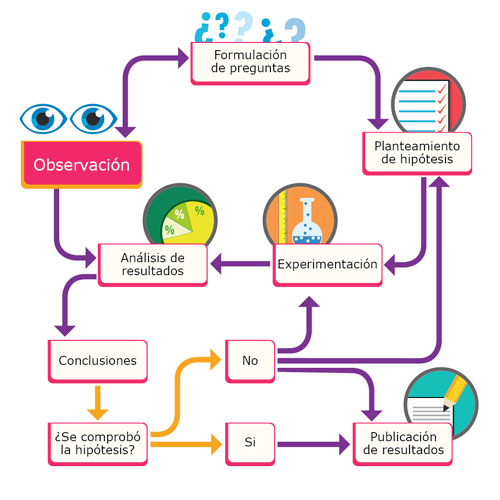 ¿??¿?
Formulación
de preguntas
Observación
Planteamiento
de hipótesis
% %
%
Análisis de
resultados
Experimentación
Conclusiones
No
¿Se comprobó
la hipótesis?
Si
Publicación
de resultados